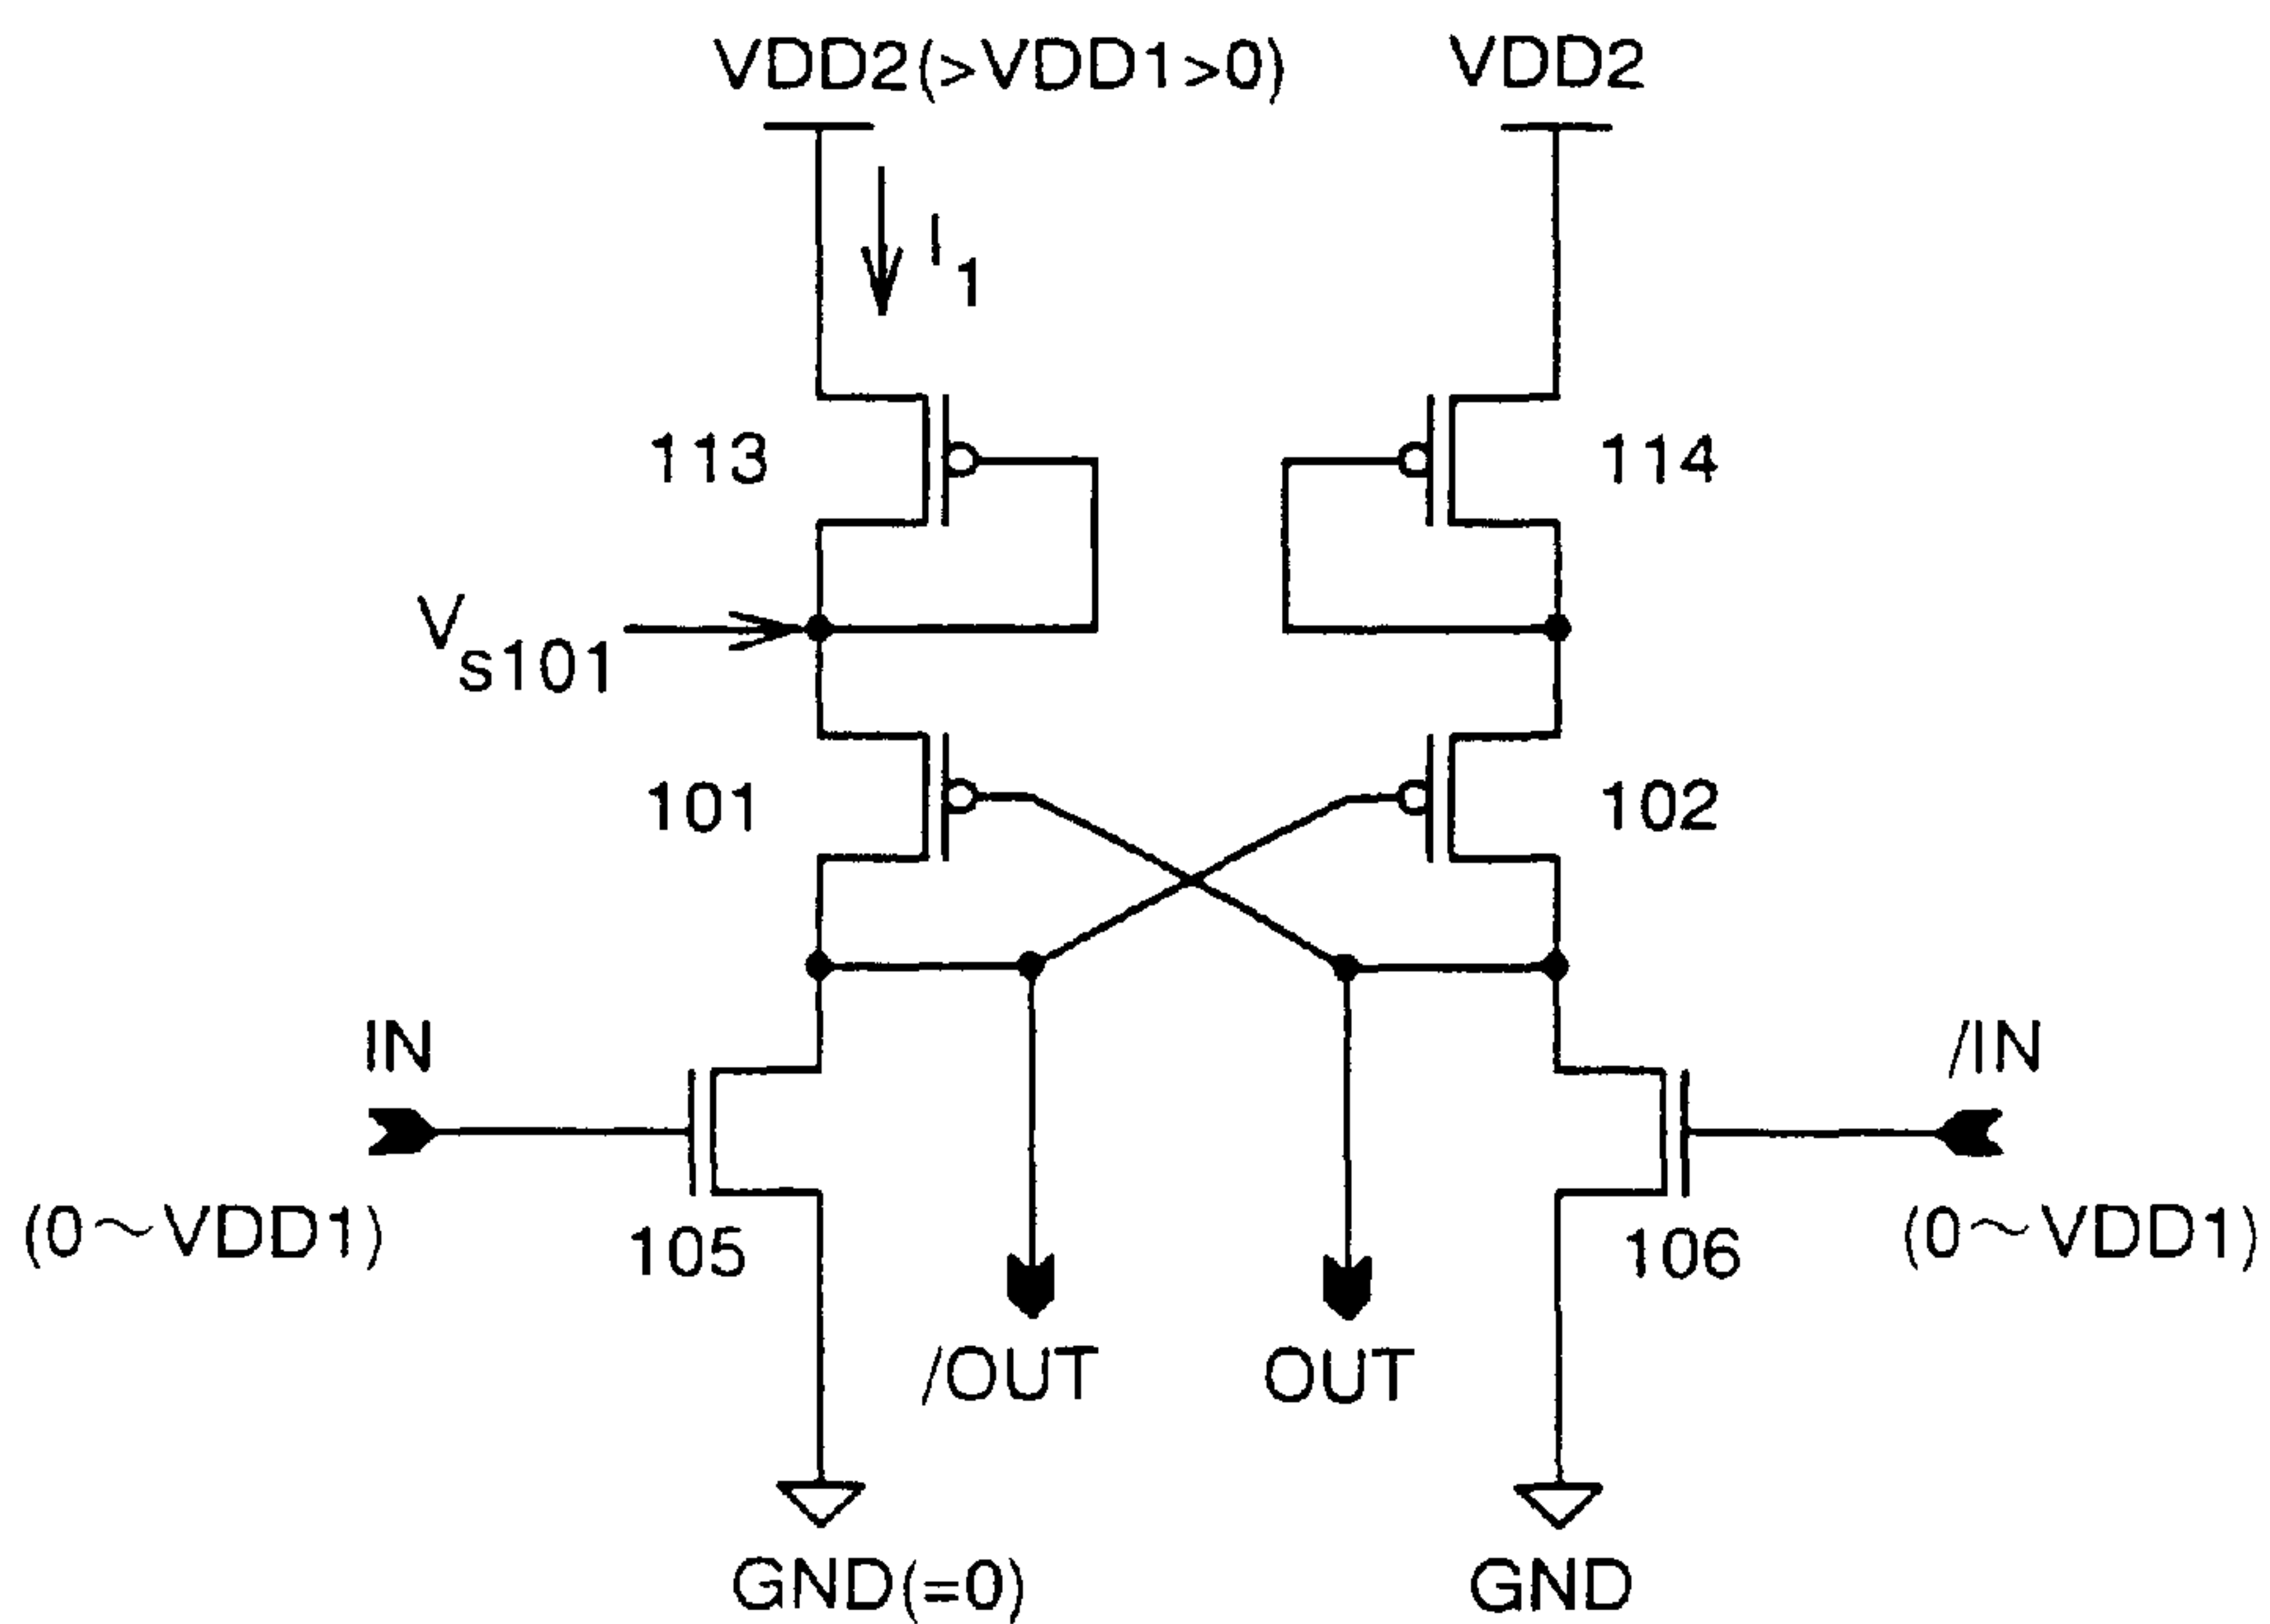 VDD2(>VDD1>0)
VDD2
I1
113
114
Vs101
101
102
IN
/IN
(0～VDD1)
105
106
(0～VDD1)
/OUT
OUT
GND(=0)
GND